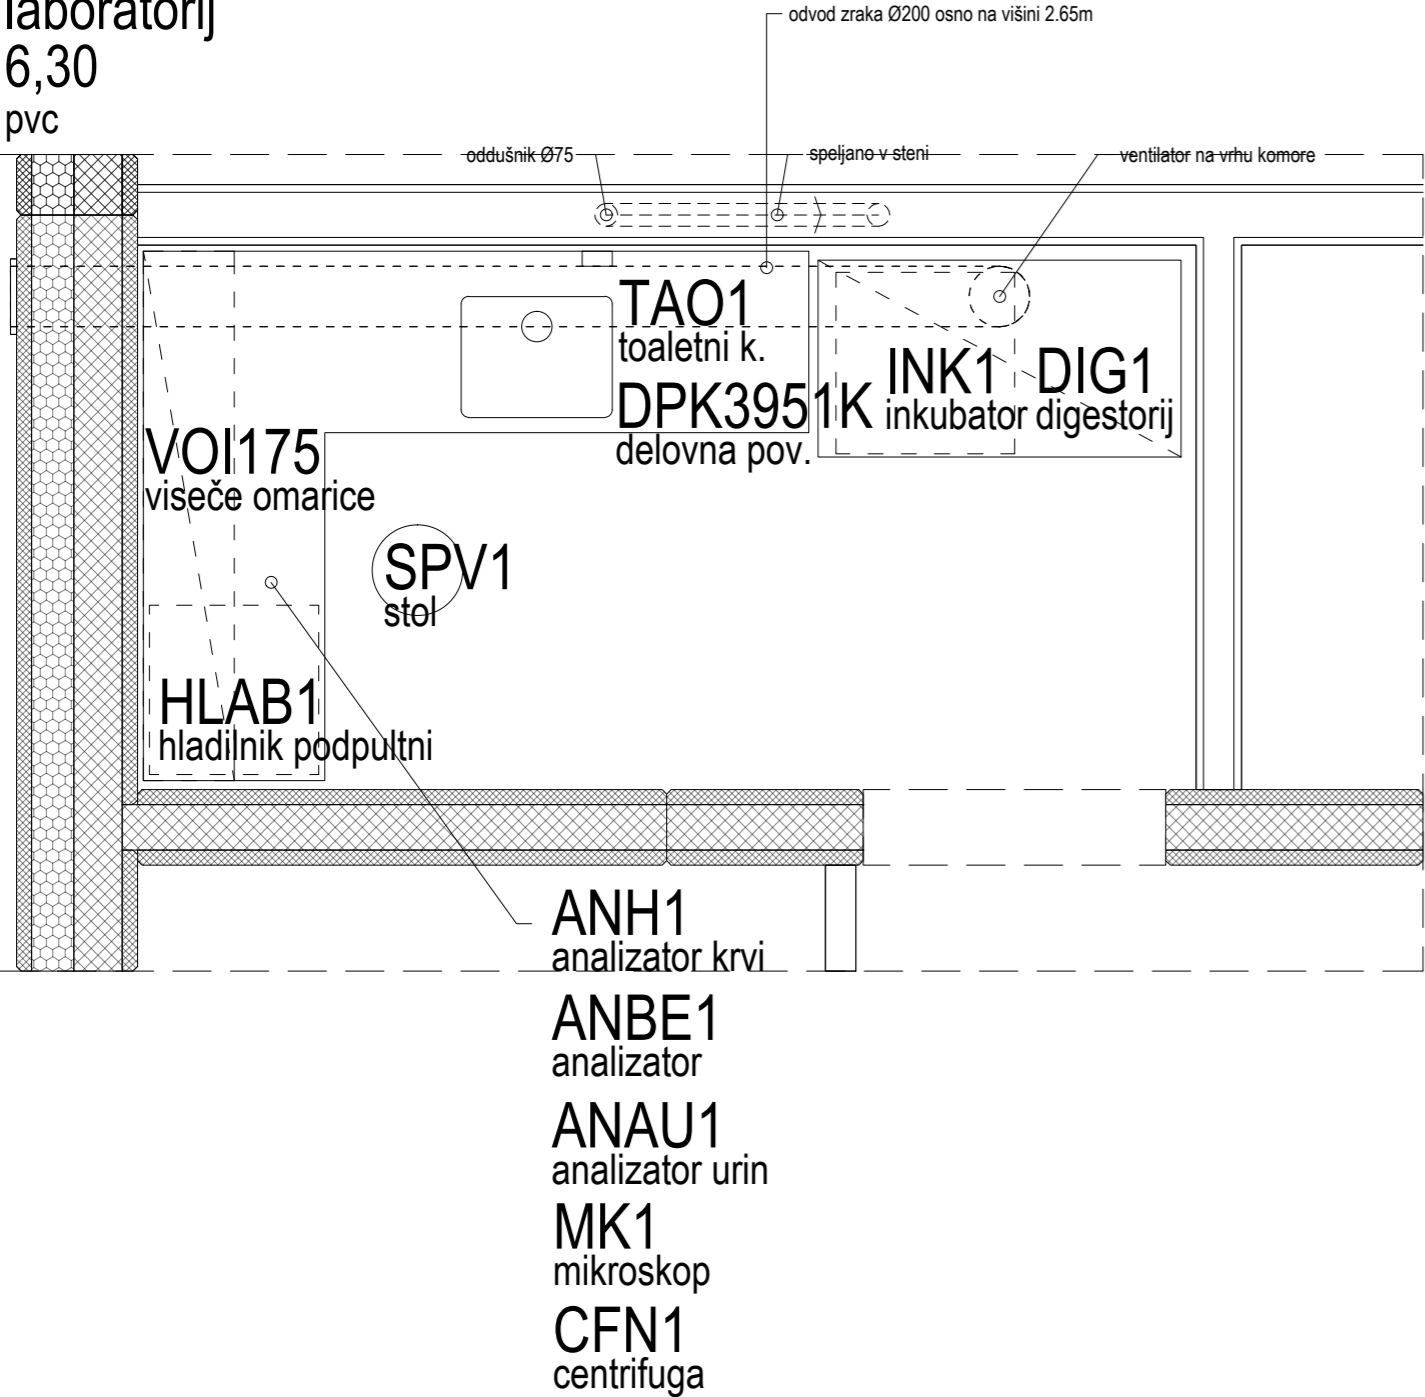 laboratorij
6,30
pvc
odvod zraka Ø200 osno na višini 2.65m
oddušnik Ø75
speljano v steni
ventilator na vrhu komore
TAO1
toaletni k.
DPK3951K
delovna pov.
INK1
inkubator
DIG1
digestorij
VOI175
viseče omarice
SPV1
stol
HLAB1
hladilnik podpultni
ANH1
analizator krvi
ANBE1
analizator
ANAU1
analizator urin
MK1
mikroskop
CFN1
centrifuga